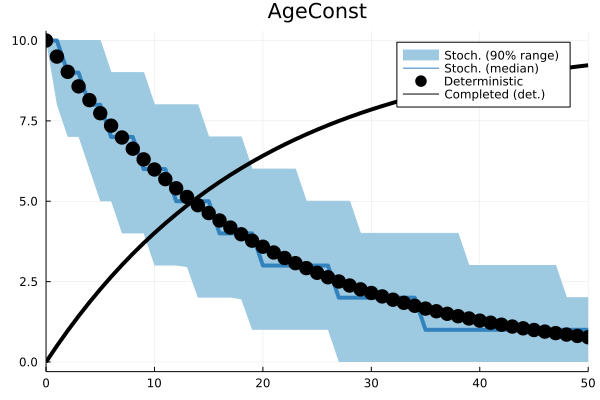 AgeConst
10.0
7.5
5.0
2.5
0.0
0 10 20 30 40 50
Stoch. (90% range)
Stoch. (median)
Deterministic
Completed (det.)